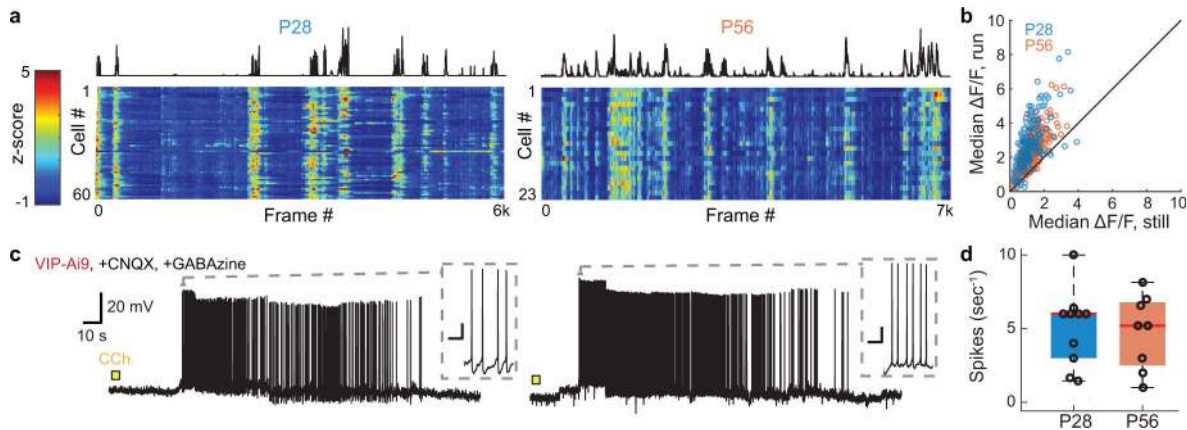 a
P28
P56
b
5
z-score
-1
1
Cell #
60
0
Frame #
6k
1
Cell #
23
0
Frame #
7k
P28
P56
10
8
6
4
2
0
Median ΔF/F, run
0 2 4 6 8 10
Median ΔF/F, still
c
VIP-Ai9, +CNQX, +GABAzine
20 mV
10 s
CCh
d
10
5
0
Spikes (sec⁻¹)
P28
P56